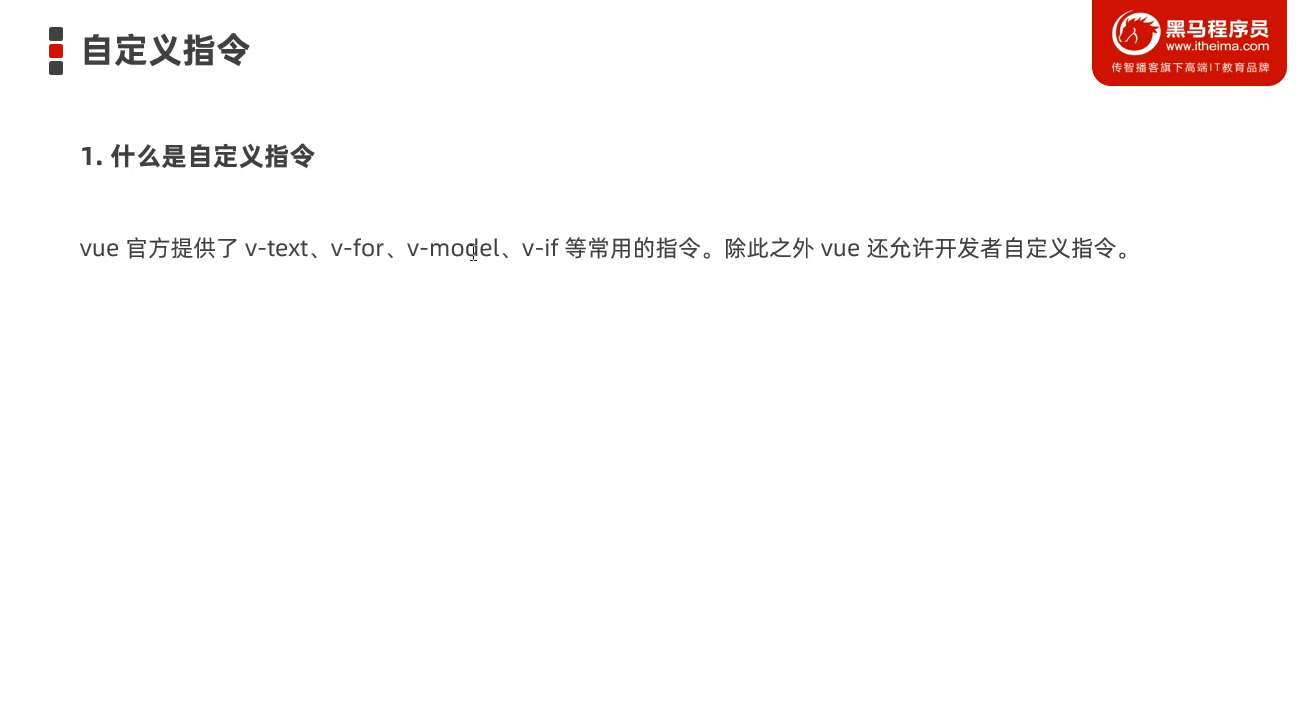 自定义指令
黑马程序员
www.itheima.com
传智播客旗下高端IT教育品牌
1. 什么是自定义指令
vue 官方提供了 v-text、v-for、v-model、v-if 等常用的指令。除此之外 vue 还允许开发者自定义指令。